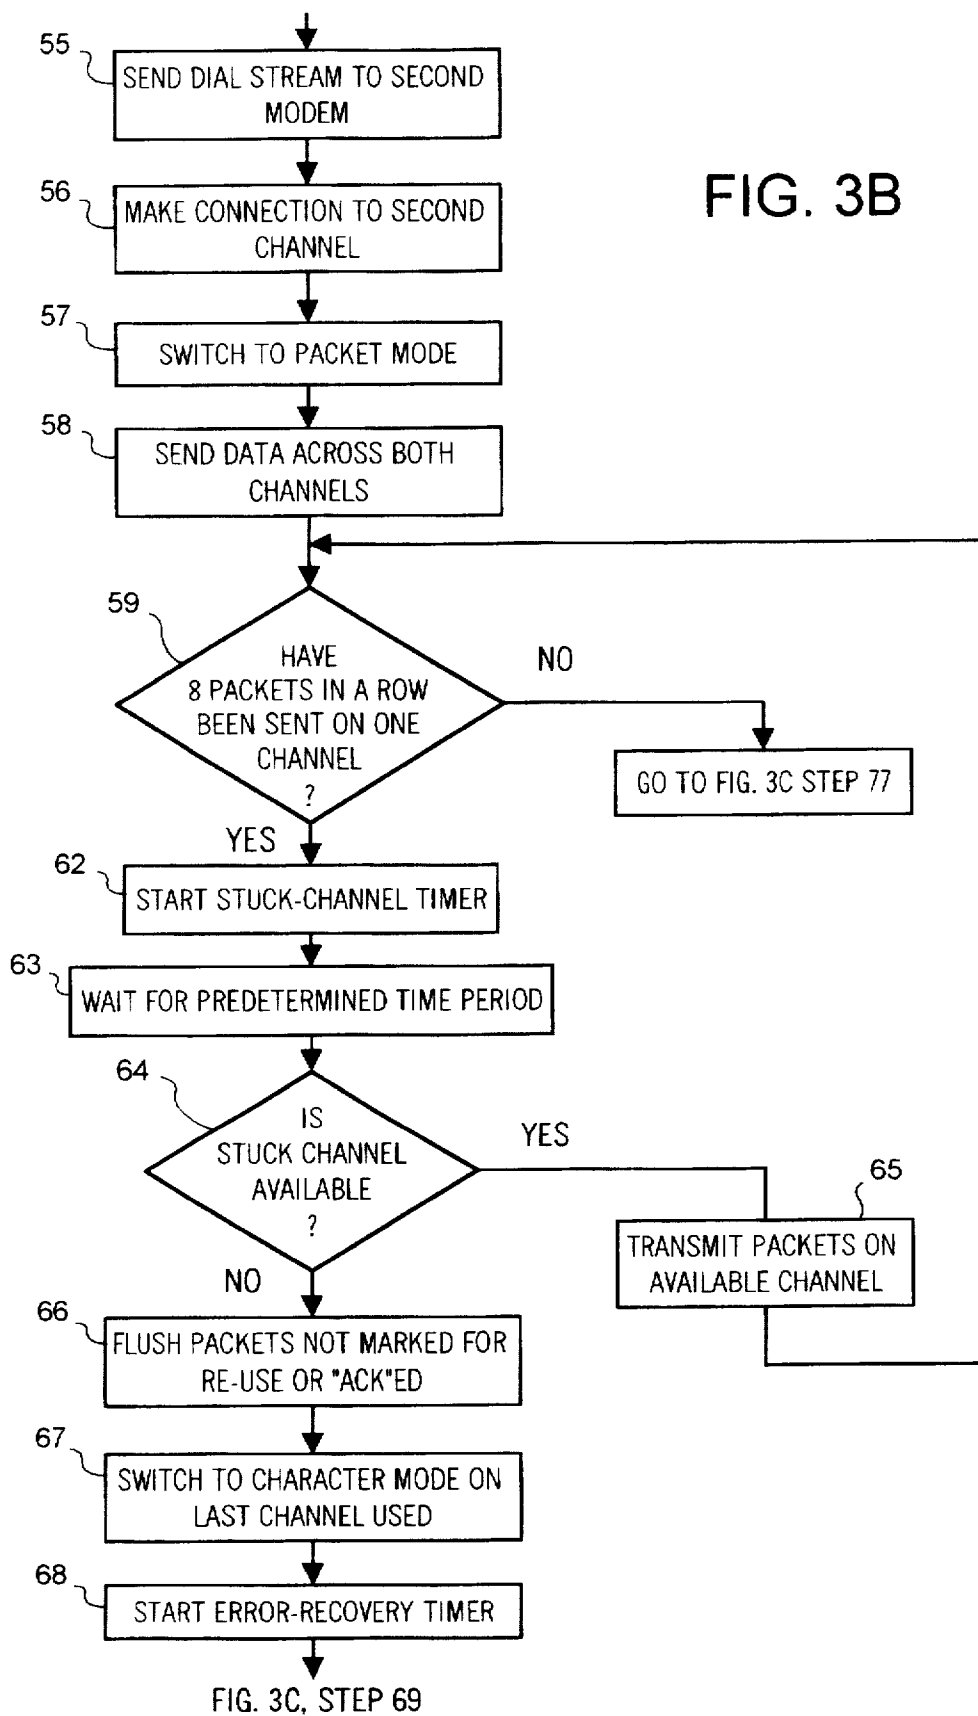 55
SEND DIAL STREAM TO SECOND
MODEM
FIG. 3B
56
MAKE CONNECTION TO SECOND
CHANNEL
57
SWITCH TO PACKET MODE
58
SEND DATA ACROSS BOTH
CHANNELS
59
HAVE
8 PACKETS IN A ROW
BEEN SENT ON ONE
CHANNEL
?
NO
GO TO FIG. 3C STEP 77
YES
62
START STUCK-CHANNEL TIMER
63
WAIT FOR PREDETERMINED TIME PERIOD
64
IS
STUCK CHANNEL
AVAILABLE
?
YES
65
TRANSMIT PACKETS ON
AVAILABLE CHANNEL
NO
66
FLUSH PACKETS NOT MARKED FOR
RE-USE OR "ACK"ED
67
SWITCH TO CHARACTER MODE ON
LAST CHANNEL USED
68
START ERROR-RECOVERY TIMER
FIG. 3C, STEP 69